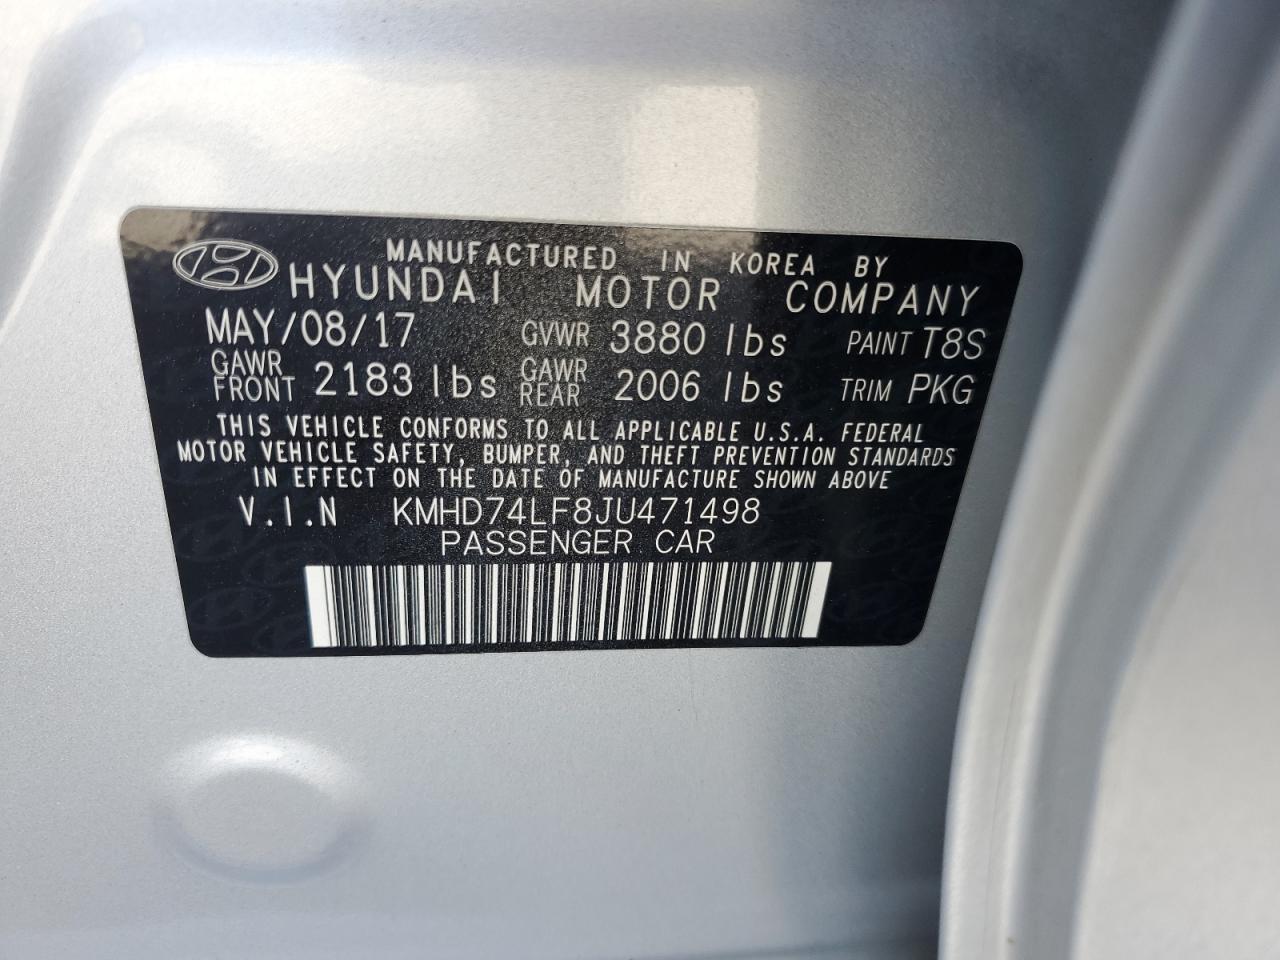 MANUFACTURED IN KOREA BY
HYUNDAI MOTOR COMPANY
MAY/08/17 GVWR 3880 lbs PAINT T8S
GAWR FRONT 2183 lbs GAWR REAR 2006 lbs TRIM PKG
THIS VEHICLE CONFORMS TO ALL APPLICABLE U.S.A. FEDERAL
MOTOR VEHICLE SAFETY, BUMPER, AND THEFT PREVENTION STANDARDS
IN EFFECT ON THE DATE OF MANUFACTURE SHOWN ABOVE
V.I.N KMHD74LF8JU471498
PASSENGER CAR